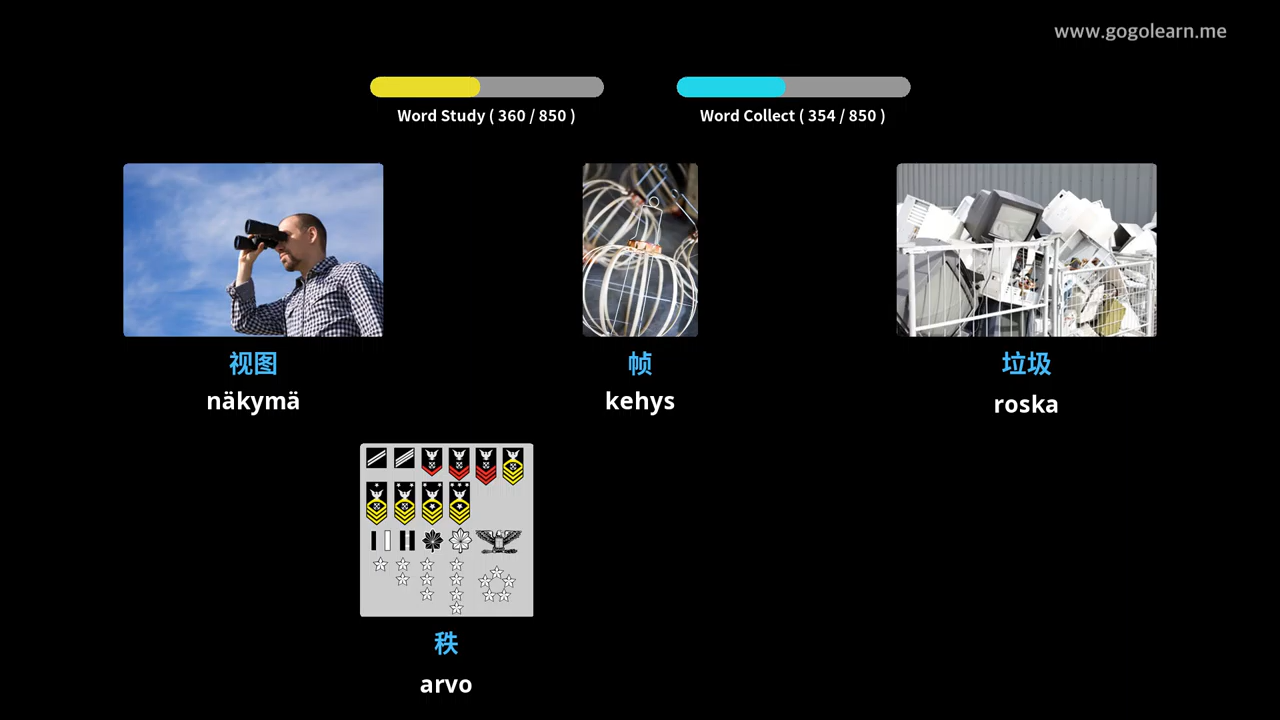 www.gogolearn.me
Word Study ( 360 / 850 )
Word Collect ( 354 / 850 )
视图
näkymä
帧
kehys
垃圾
roska
秩
arvo